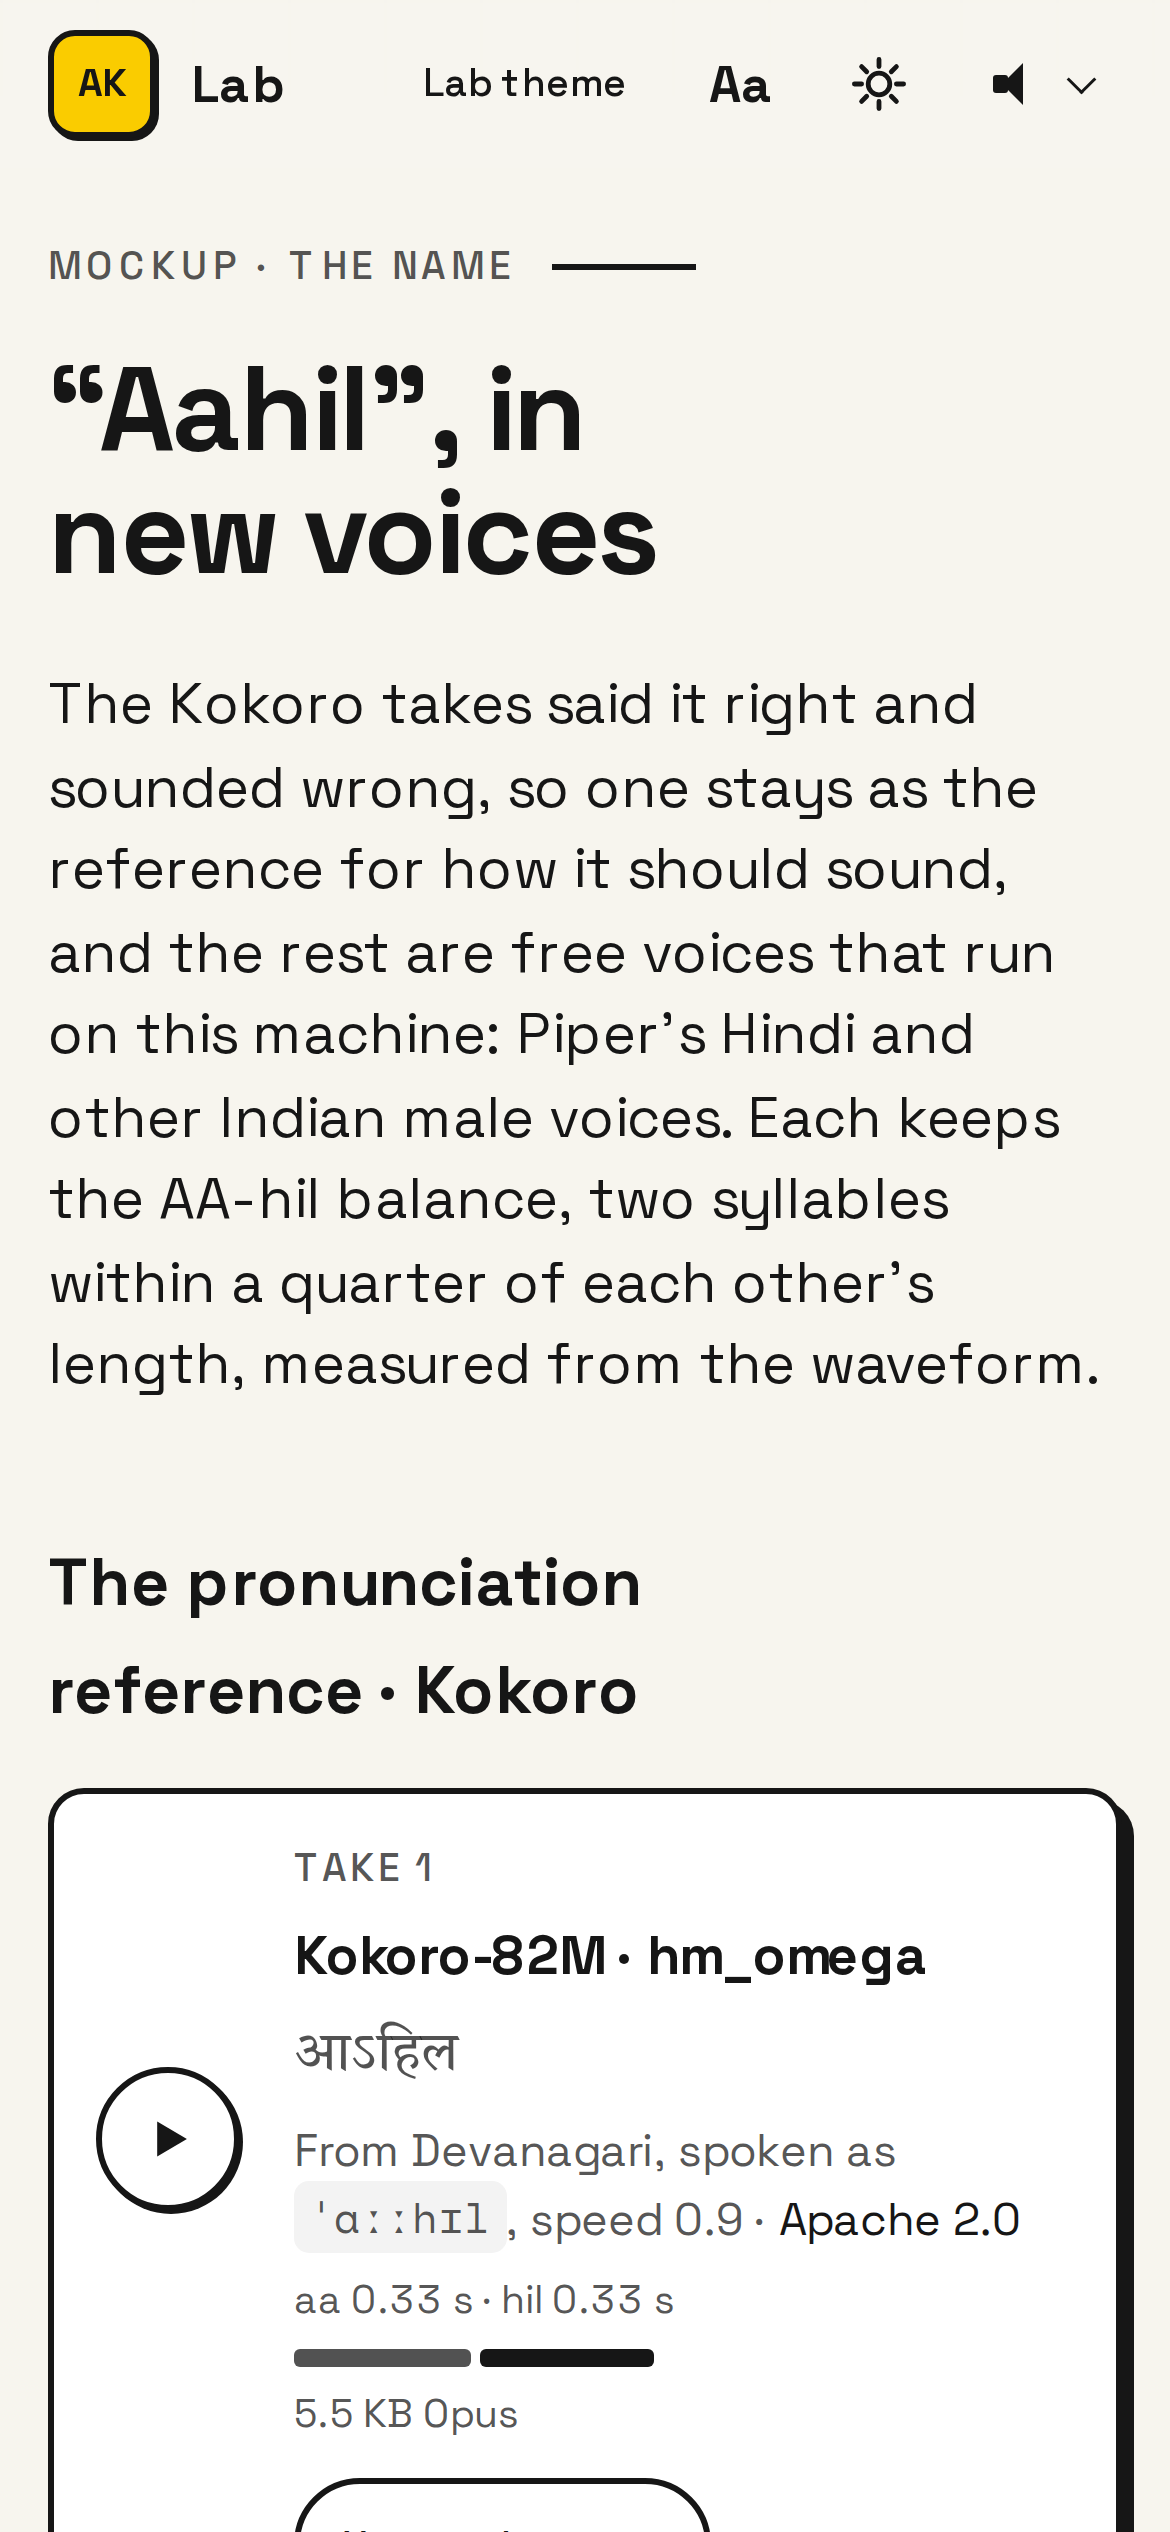 AK Lab Lab theme Aa
MOCKUP · THE NAME
“Aahil”, in
new voices
The Kokoro takes said it right and
sounded wrong, so one stays as the
reference for how it should sound,
and the rest are free voices that run
on this machine: Piper’s Hindi and
other Indian male voices. Each keeps
the AA-hil balance, two syllables
within a quarter of each other’s
length, measured from the waveform.
The pronunciation
reference · Kokoro
TAKE 1
Kokoro-82M · hm_omega
आऽहिल
From Devanagari, spoken as
ˈɑːːhɪl, speed 0.9 · Apache 2.0
aa 0.33 s · hil 0.33 s
5.5 KB Opus